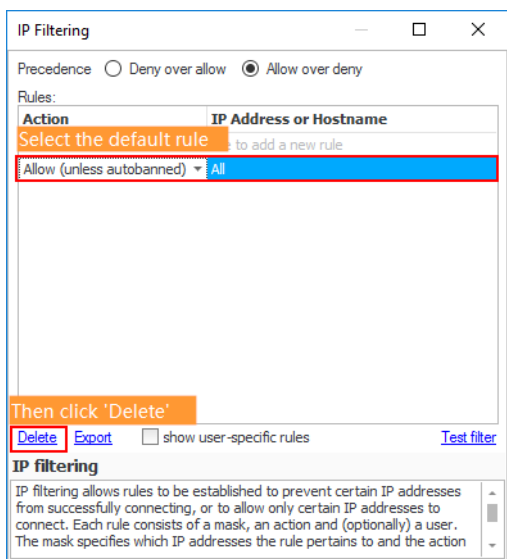 IP Filtering
Precedence Deny over allow Allow over deny
Rules:
Action IP Address or Hostname
Select the default rule
to add a new rule
Allow (unless autobanned) All
Then click 'Delete'
Delete Export show user-specific rules Test filter
IP filtering
IP filtering allows rules to be established to prevent certain IP addresses
from successfully connecting, or to allow only certain IP addresses to
connect. Each rule consists of a mask, an action and (optionally) a user.
The mask specifies which IP addresses the rule pertains to and the action